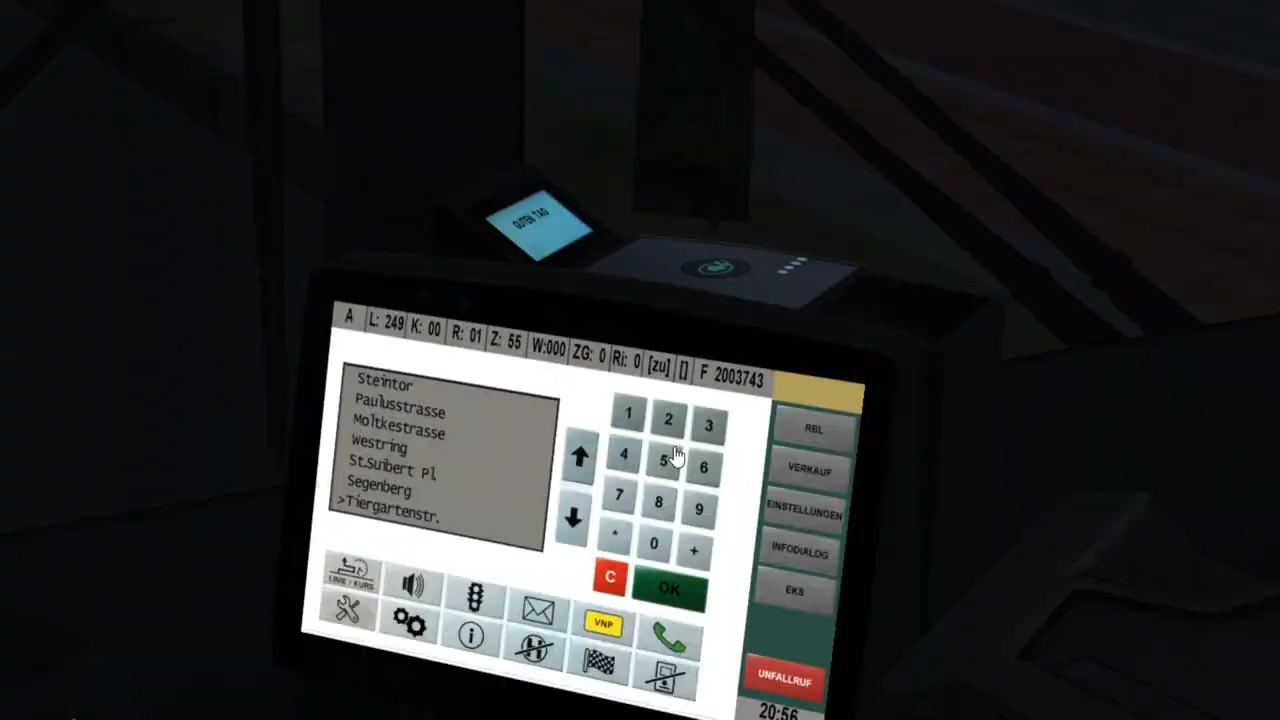 GUTEN TAG
A L: 249 K: 00 R: 01 Z: 55 W:000 ZG: 0 Ri: 0 [zu] [] F 2003743
Steintor
Paulusstrasse
Moltkestrasse
Westring
St.Suibert Pl
Segenberg
>Tiergartenstr.
1 2 3
4 5 6
7 8 9
* 0 +
C OK
RBL
VERKAUF
EINSTELLUNGEN
INFODIALOG
EKS
LINIE / KURS
VNP
H
UNFALLRUF
20:56